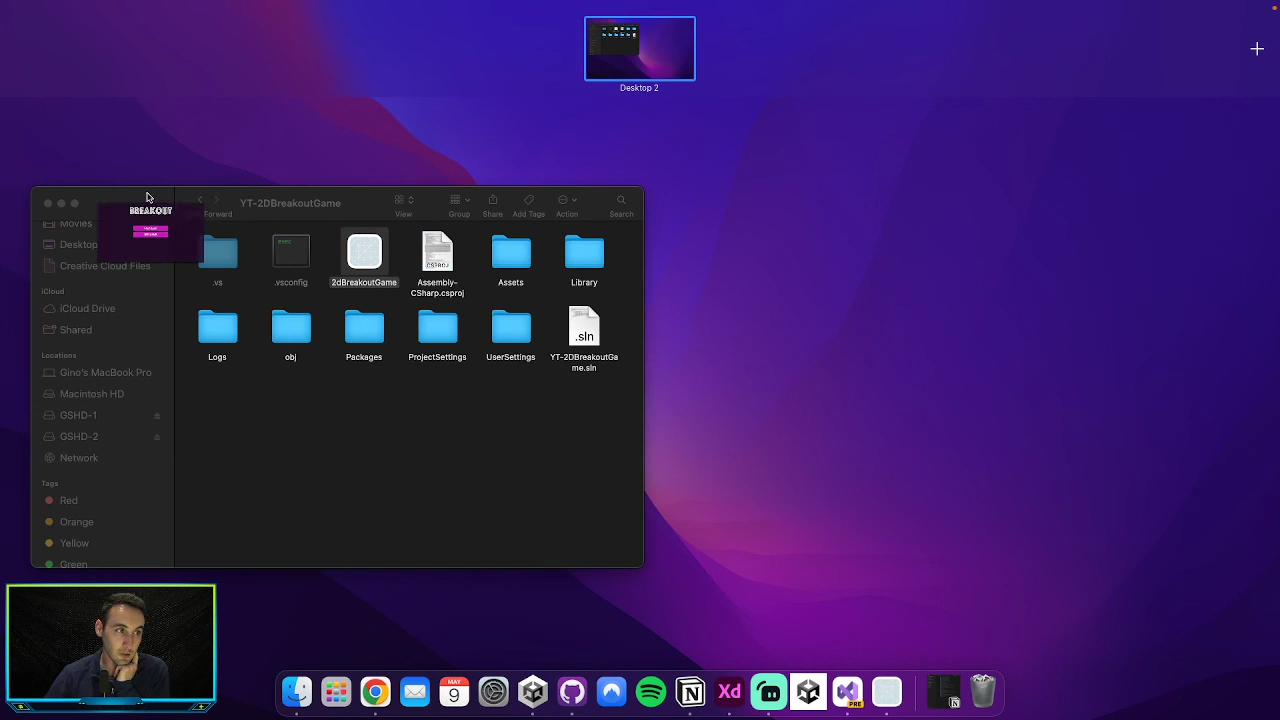 Desktop 2
BREAKOUT
YT-2DBreakoutGame
Forward
View
Group
Share
Add Tags
Action
Search
Movies
Desktop
Creative Cloud Files
iCloud
iCloud Drive
Shared
Locations
Gino's MacBook Pro
Macintosh HD
GSHD-1
GSHD-2
Network
Tags
Red
Orange
Yellow
Green
exec
.vs
.vsconfig
2dBreakoutGame
CSPROJ
Assembly-
CSharp.csproj
Assets
Library
Logs
obj
Packages
ProjectSettings
UserSettings
.sln
YT-2DBreakoutGa
me.sln
MAY
9
Xd
PRE